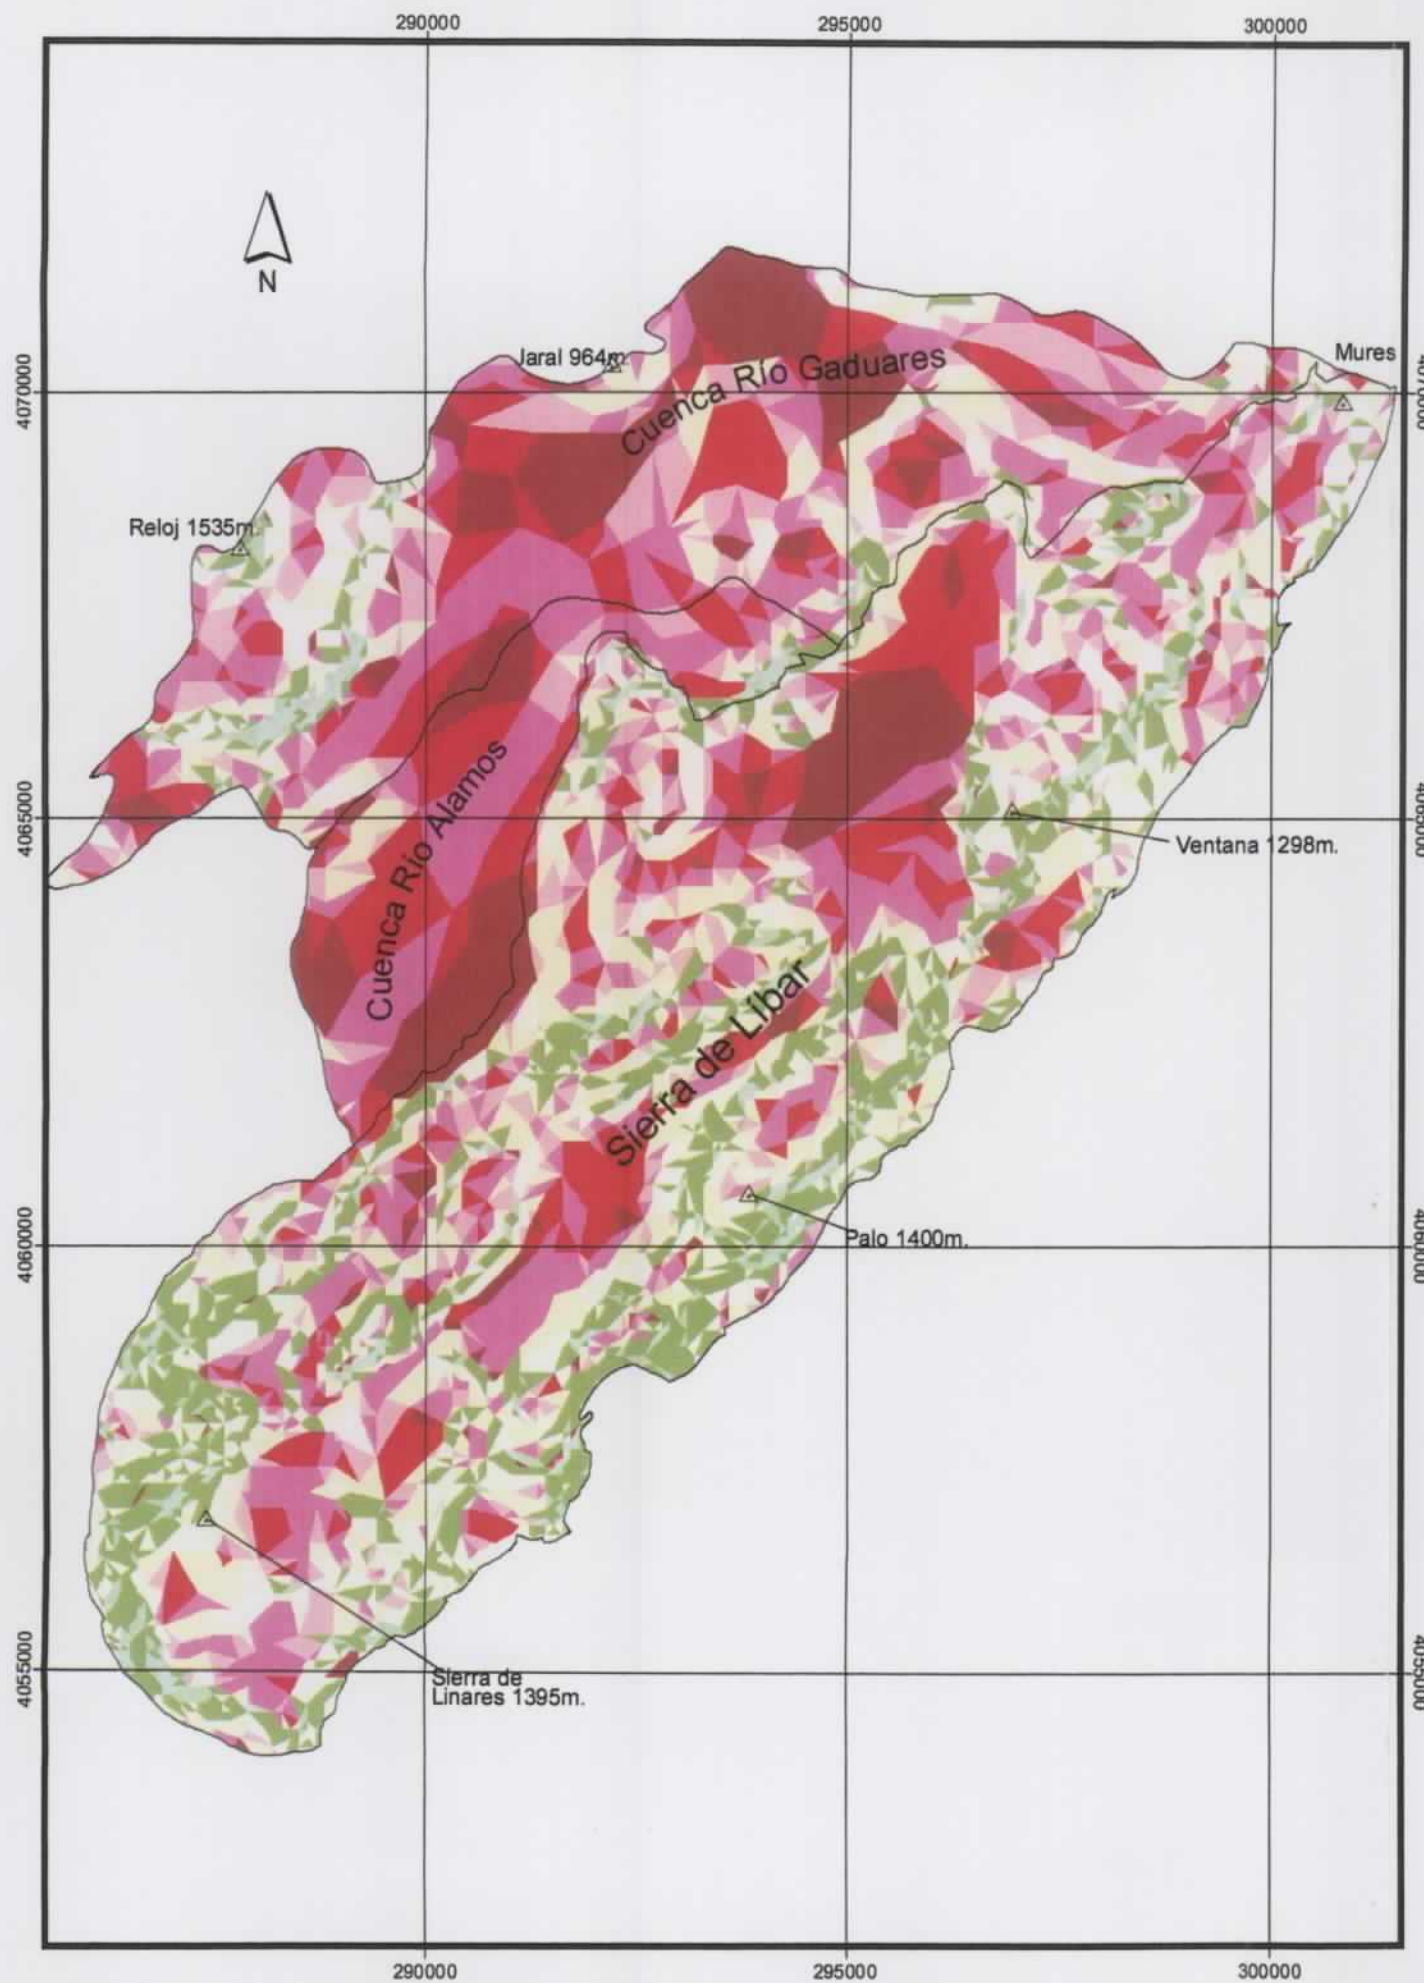 290000
295000
300000
N
Jaral 964m.
Mures
Cuenca Río Gaduares
4070000
Reloj 1535m.
4065000
Cuenca Río Alamos
Ventana 1298m.
Sierra de Líbar
4060000
Palo 1400m.
4055000
Sierra de
Linares 1395m.
290000
295000
300000